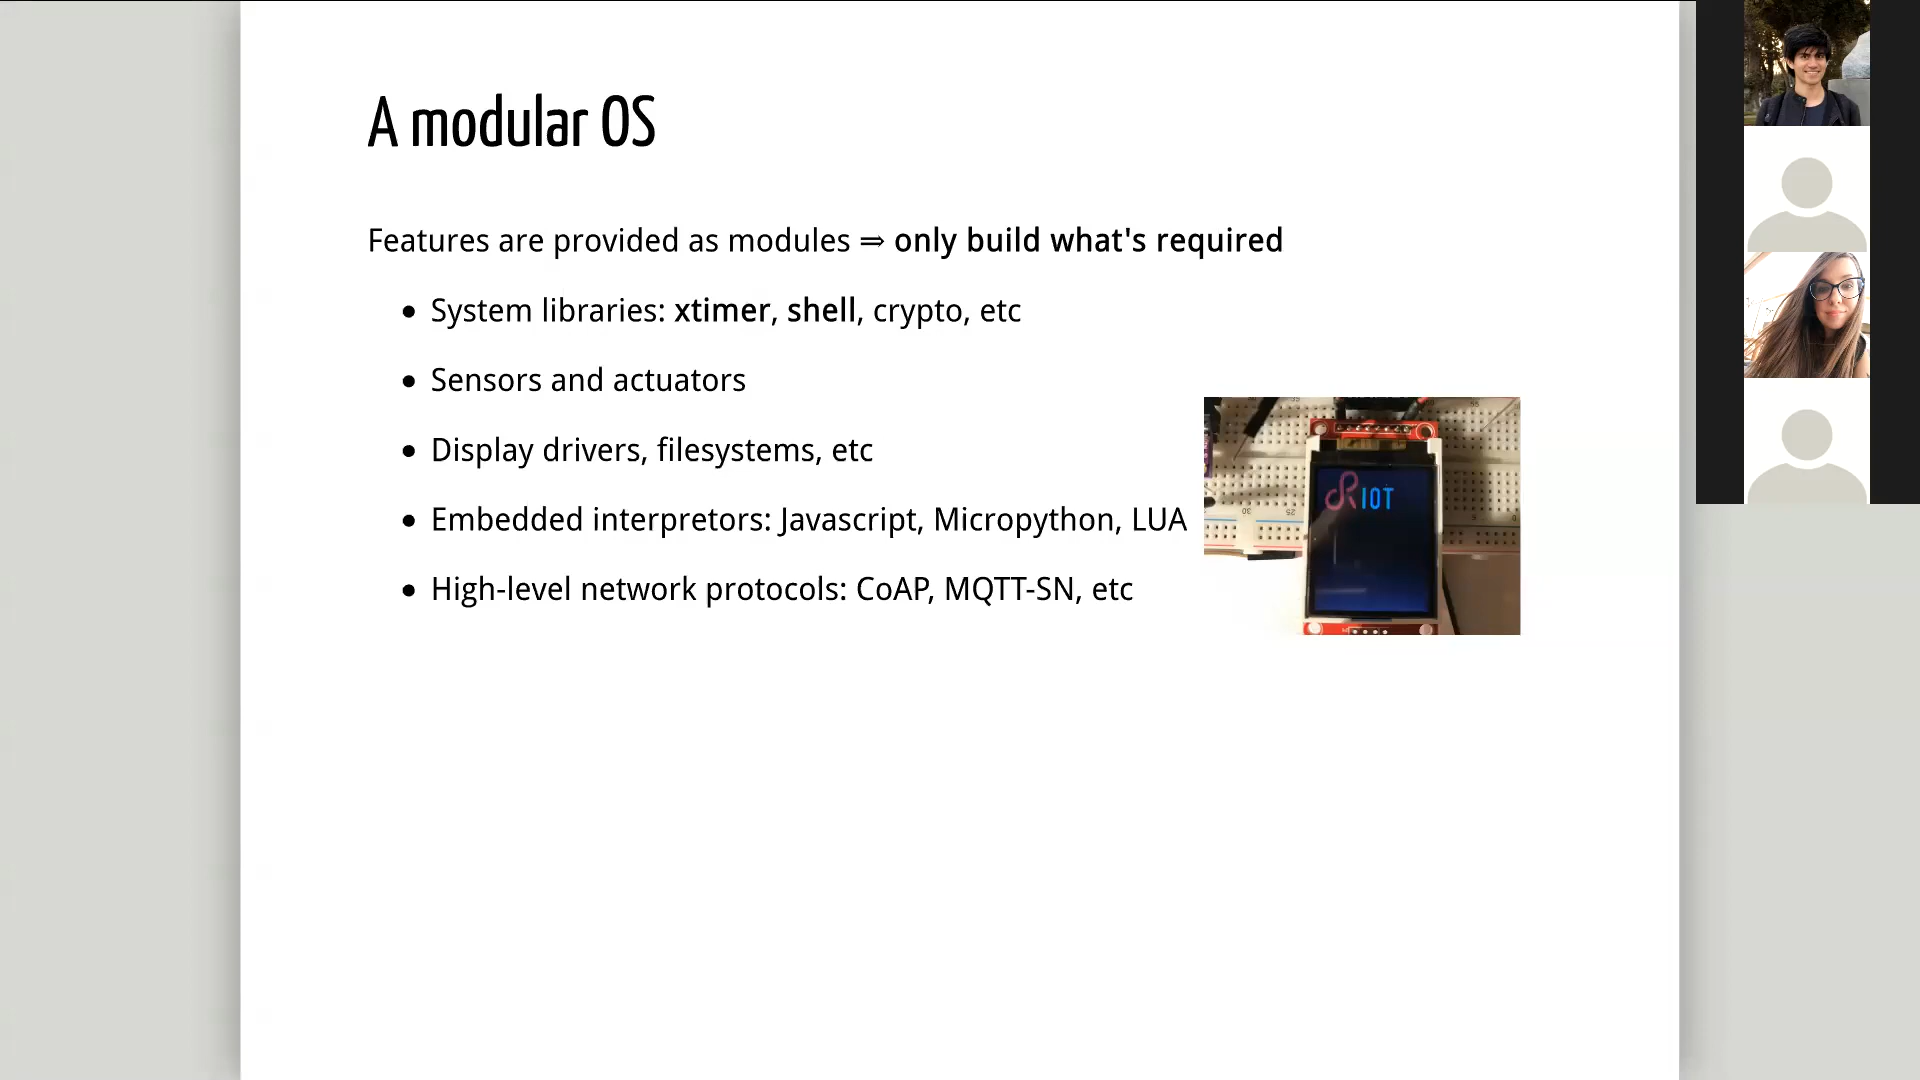 A modular OS
Features are provided as modules ⇒ only build what's required
System libraries: xtimer, shell, crypto, etc
Sensors and actuators
Display drivers, filesystems, etc
Embedded interpretors: Javascript, Micropython, LUA
High-level network protocols: CoAP, MQTT-SN, etc
RIOT